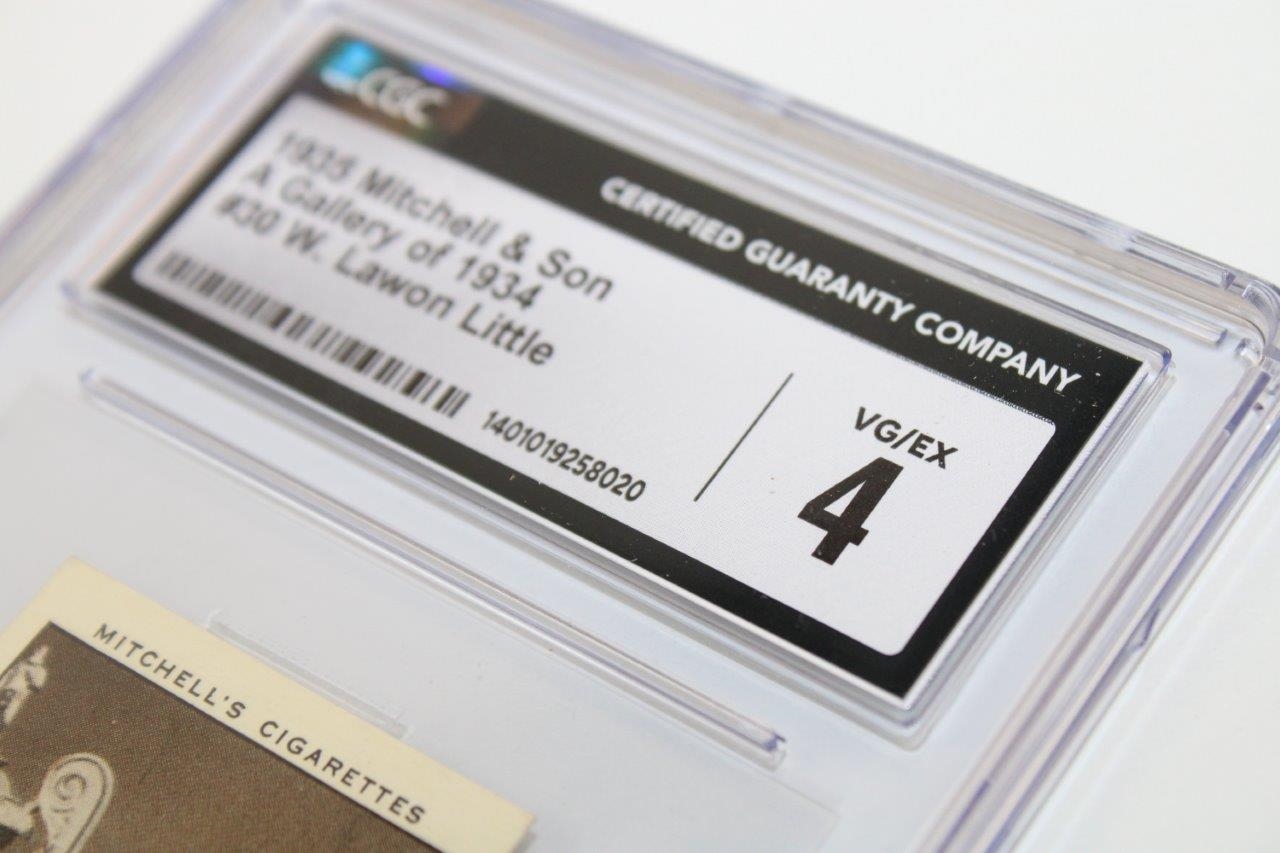 CGC
CERTIFIED GUARANTY COMPANY
1935 Mitchell & Son
A Gallery of 1934
#30 W. Lawon Little
1401019258020
VG/EX
4
MITCHELL'S CIGARETTES